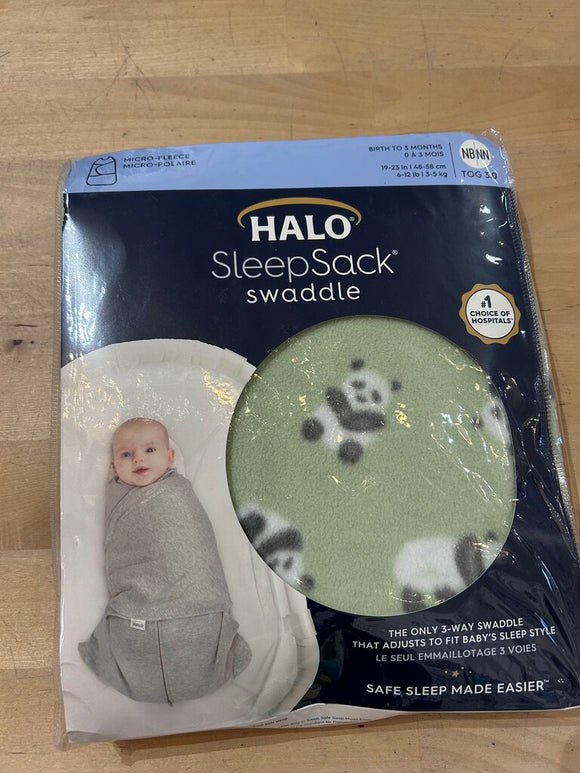 MICRO-FLEECE
MICRO-POLAIRE
BIRTH TO 3 MONTHS
0 À 3 MOIS
19-23 in | 48-58 cm
6-12 lb | 3-5 kg
NB NN
TOG 3.0
HALO®
SleepSack®
swaddle
#1
CHOICE OF
HOSPITALS
THE ONLY 3-WAY SWADDLE
THAT ADJUSTS TO FIT BABY'S SLEEP STYLE
LE SEUL EMMAILLOTAGE 3 VOIES
SAFE SLEEP MADE EASIER™
HALO